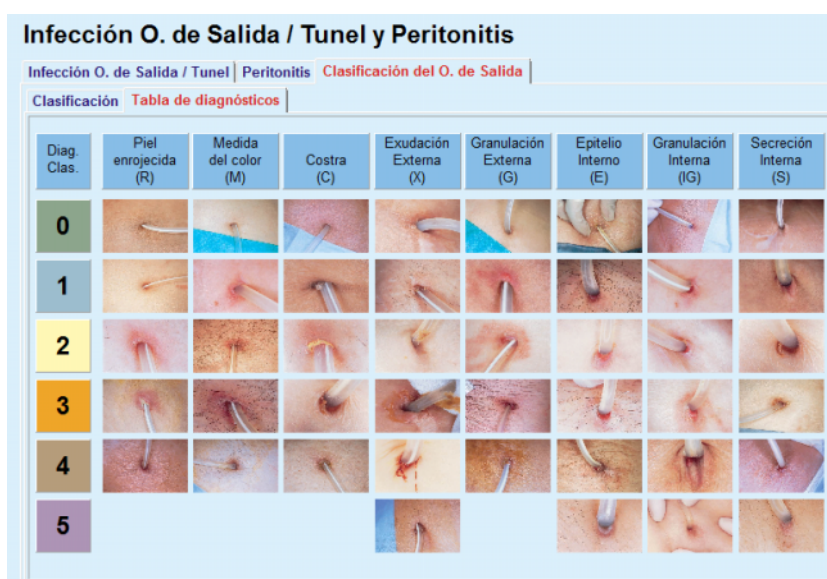 Infección O. de Salida / Tunel y Peritonitis
Infección O. de Salida / Tunel Peritonitis Clasificación del O. de Salida
Clasificación Tabla de diagnósticos
Diag. Clas.
Piel enrojecida (R)
Medida del color (M)
Costra (C)
Exudación Externa (X)
Granulación Externa (G)
Epitelio Interno (E)
Granulación Interna (IG)
Secreción Interna (S)
0
1
2
3
4
5